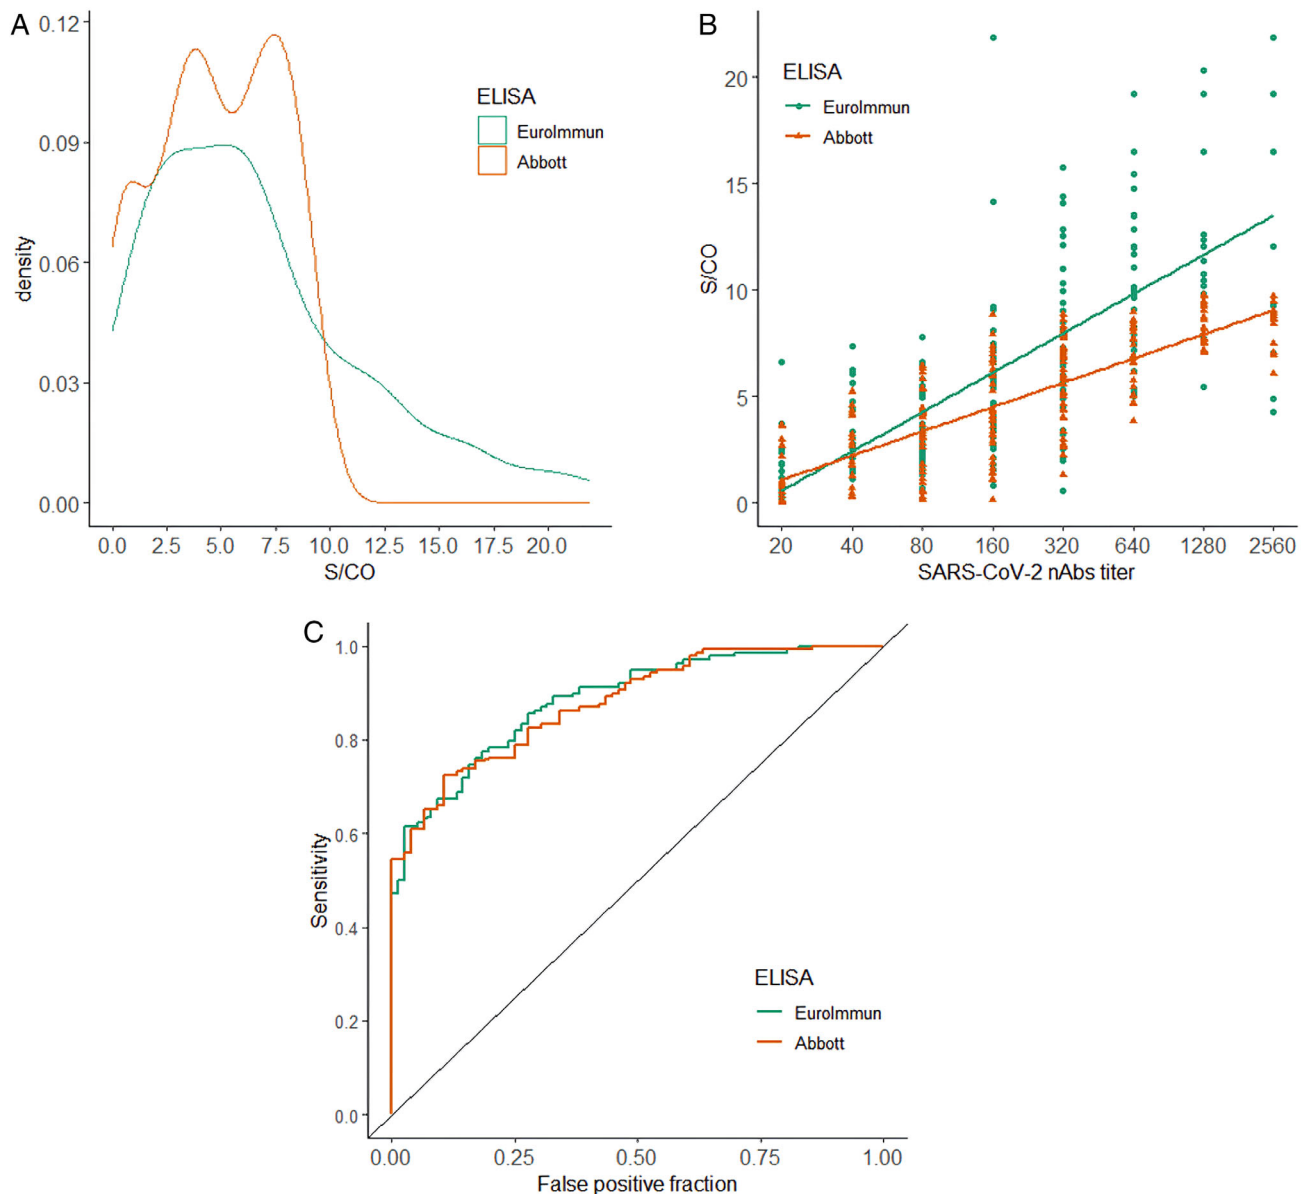 A
0.12
0.09
0.06
0.03
0.00
density
0.0 2.5 5.0 7.5 10.0 12.5 15.0 17.5 20.0
S/CO
ELISA
EuroImmun
Abbott
B
20
15
10
5
0
S/CO
ELISA
EuroImmun
Abbott
20 40 80 160 320 640 1280 2560
SARS-CoV-2 nAbs titer
C
1.0
0.8
0.6
0.4
0.2
0.0
Sensitivity
ELISA
EuroImmun
Abbott
0.00 0.25 0.50 0.75 1.00
False positive fraction